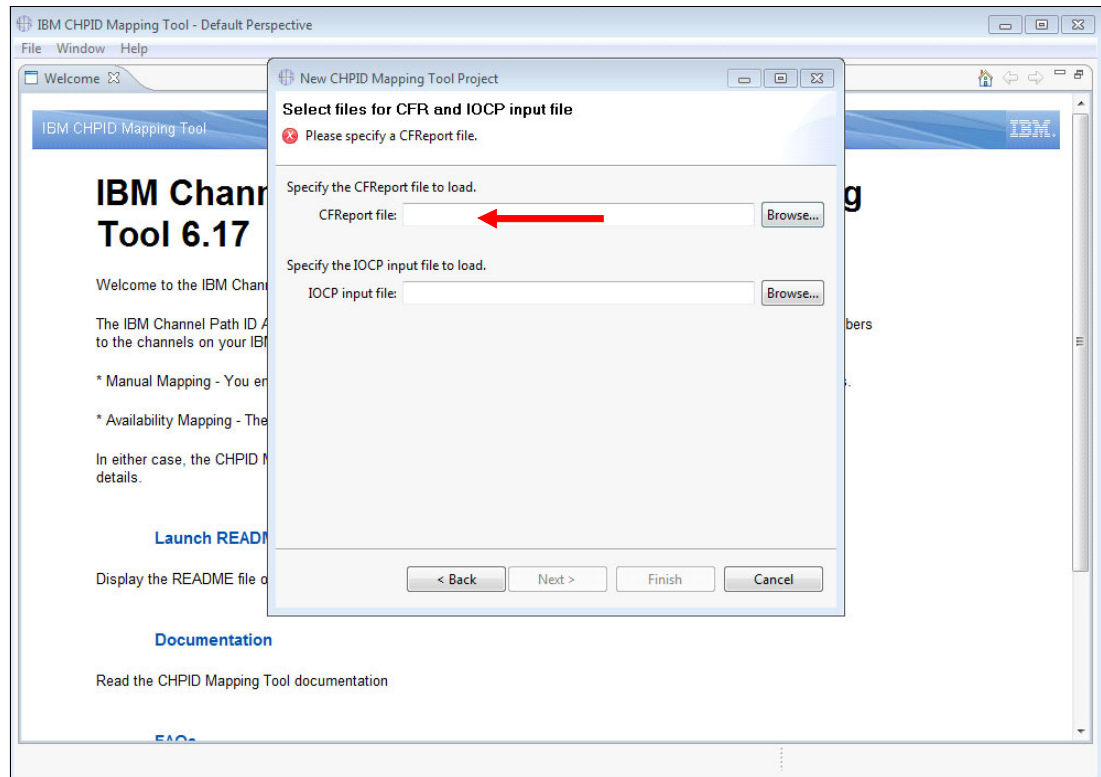 IBM CHPID Mapping Tool - Default Perspective
File Window Help
Welcome
IBM CHPID Mapping Tool
IBM.
IBM Chann
g
Tool 6.17
Welcome to the IBM Chann
The IBM Channel Path ID A
bers
to the channels on your IBM
* Manual Mapping - You en
s.
* Availability Mapping - The
In either case, the CHPID M
details.
Launch READM
Display the README file o
Documentation
Read the CHPID Mapping Tool documentation
FAQs
New CHPID Mapping Tool Project
Select files for CFR and IOCP input file
Please specify a CFReport file.
Specify the CFReport file to load.
CFReport file:
Browse...
Specify the IOCP input file to load.
IOCP input file:
Browse...
< Back Next > Finish Cancel